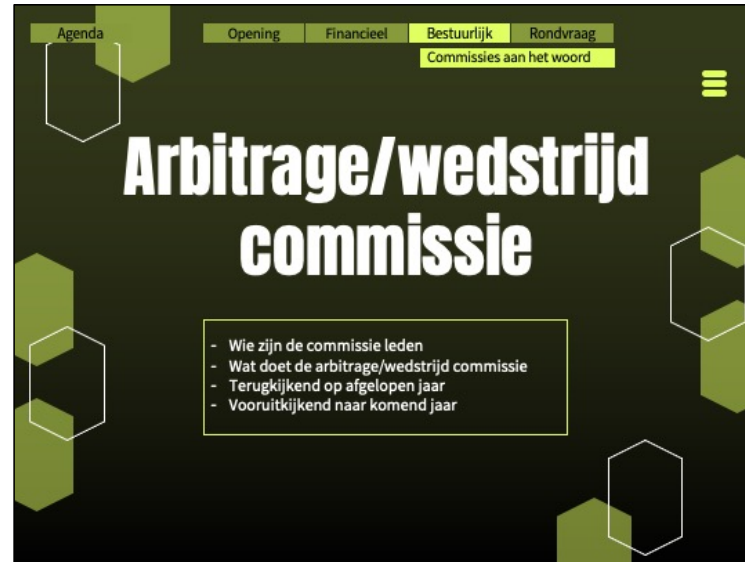 Agenda
Opening
Financieel
Bestuurlijk
Rondvraag
Commissies aan het woord
Arbitrage/wedstrijd
commissie
- Wie zijn de commissie leden
- Wat doet de arbitrage/wedstrijd commissie
- Terugkijkend op afgelopen jaar
- Vooruitkijkend naar komend jaar